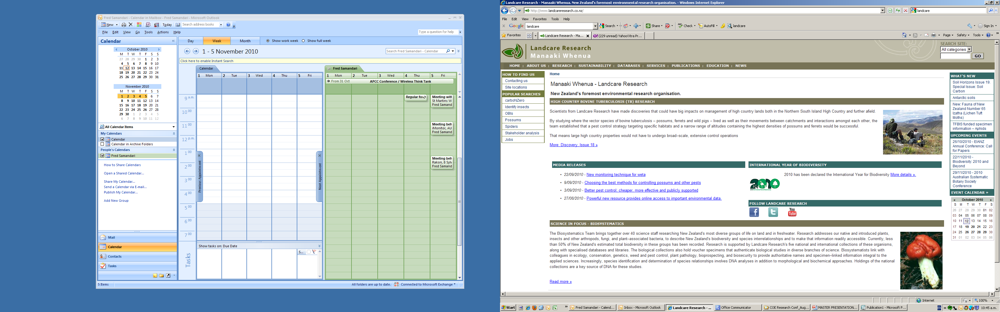 Fred Samandari - Calendar in Mailbox - Fred Samandari - Microsoft Outlook
New
Today
Search address books
File Edit View Go Tools Actions Help
Type a question for help
Calendar
October 2010
M T W T F S S
27 28 29 30 1 2 3
4 5 6 7 8 9 10
11 12 13 14 15 16 17
18 19 20 21 22 23 24
25 26 27 28 29 30 31
November 2010
M T W T F S S
1 2 3 4 5 6 7
8 9 10 11 12 13 14
15 16 17 18 19 20 21
22 23 24 25 26 27 28
29 30 1 2 3 4 5
6 7 8 9 10 11 12
All Calendar Items
My Calendars
Calendar
Calendar in Archive Folders
People's Calendars
Fred Samandari
How to Share Calendars
Open a Shared Calendar...
Share My Calendar...
Send a Calendar via E-mail...
Publish My Calendar...
Add New Group
Mail
Calendar
Contacts
Tasks
5 Items
Day Week Month Show work week Show full week
1 - 5 November 2010
Search Fred Samandari - Calendar
Click here to enable Instant Search
Calendar
1 Mon 2 Tue 3 Wed 4 Thu 5 Fri
9 a.m.
10 00
11 00
12 p.m.
1 00
2 00
3 00
4 00
5 00
6 00
7 00
Previous Appointment
Next Appointment
Tasks
Show tasks on: Due Date
S...
Fred Samandari
1 Mon 2 Tue 3 Wed 4 Thu 5 Fri
From 31 Oct
APCC Conference / Wireless Think Tank
Regular fo
Meeting witl
St Martins W
Fred Samand
Meeting bet
iMonitor, AU
Fred Samand
Meeting bet
Rakon, 8 Sylv
Fred Samand
All folders are up to date.
Connected to Microsoft Exchange
Landcare Research - Manaaki Whenua. New Zealand's foremost environmental research organisation. - Windows Internet Explorer
http://www.landcareresearch.co.nz/
landcare
File Edit View Favorites Tools Help
Google
landcare
Search
Share
Check
AutoFill
landcare
Sign In
Favorites
Landcare Research - Ma...
(229 unread) Yahoo!Xtra Pr...
Page Safety Tools
Landcare Research
Manaaki Whenua
SEARCH SITE:
All categories
GO
HOME ABOUT US RESEARCH SUSTAINABILITY DATABASES SERVICES PUBLICATIONS EDUCATION NEWS
HOW TO FIND US
Contacting us
Site locations
POPULAR SEARCHES
carboNZero
Identify insects
OBIs
Possums
Spiders
Stakeholder analysis
Jobs
Home
Manaaki Whenua - Landcare Research
New Zealand's foremost environmental research organisation.
HIGH COUNTRY BOVINE TUBERCULOSIS (TB) RESEARCH
Scientists from Landcare Research have made discoveries that could have big impacts on management of high country lands both in the Northern South Island High Country and further afield.
By studying where the vector species of bovine tuberculosis – possums, ferrets and wild pigs – lived as well as their movements between catchments and interactions amongst each other, the
team established that a pest control strategy targeting specific habitats and a narrow range of altitudes containing the highest densities of possums and ferrets would be successful.
That means large high country properties would not have to undergo broad–scale, extensive control operations
More: Discovery, Issue 18 »
MEDIA RELEASES
22/09/2010 - New monitoring technique for weta
9/09/2010 - Choosing the best methods for controlling possums and other pests
3/09/2010 - Better pest control; cheaper, more effective and publicly supported
27/08/2010 - Powerful new resource provides online access to important environmental data.
INTERNATIONAL YEAR OF BIODIVERSITY
2010 has been declared the International Year for Biodiversity More details ».
2010
FOLLOW LANDCARE RESEARCH
f
t
You
Tube
SCIENCE IN FOCUS - BIOSYSTEMATICS
The Biosystematics Team brings together over 40 science staff researching New Zealand's most diverse groups of life on land and in freshwater. Research addresses our native and introduced plants,
insects and other arthropods, fungi, and plant–associated bacteria, to describe New Zealand's biodiversity and species interrelationships and to make that information readily accessible. Currently, less
than 50% of New Zealand's estimated total biodiversity in these groups has been recorded. Research is supported by Landcare Research's five national and international collections of these organisms,
along with specialised databases and libraries. The biological collections also hold voucher specimens that authenticate biological studies in diverse branches of science. Biosystematists link with
colleagues in ecology, conservation, genetics, weed and pest control, plant pathology, bioprospecting, and biosecurity to provide authoritative names and specimen–linked information integral to the
applied sciences. Increasingly, species identification and determination of species relationships involves DNA analyses in addition to morphological and biochemical approaches. Holdings of the national
collections are a key source of DNA for these studies.
Read more »
WHAT'S NEW
Soil Horizons Issue 19.
Special Issue: Soil
Carbon
Antarctic soils
New: Fauna of New
Zealand Number 65
Izatha (Lichen Tuft
Moths)
TFBIS funded specimen
information – Aphids
UPCOMING EVENTS
26/10/2010 - EIANZ
Annual Conference: Call
for Papers
22/11/2010 -
Biodiversity: 2010 and
Beyond
29/11/2010 - 2010
Australian Systematic
Botany Society
Conference
EVENT CALENDAR »
« October 2010 »
S M T W T F S
26 27 28 29 30 01 02
03 04 05 06 07 08 09
10 11 12 13 14 15 16
17 18 19 20 21 22 23
24 25 26 27 28 29 30
31 01 02 03 04 05 06
Internet
100%
Start
Fred Samandari - Calend...
Inbox - Microsoft Outlook
Landcare Research - ...
Office Communicator
COE Research Conf_Aug...
MASTER PRESENTATION...
Publication1 - Microsoft P...
EN
10:45 a.m.